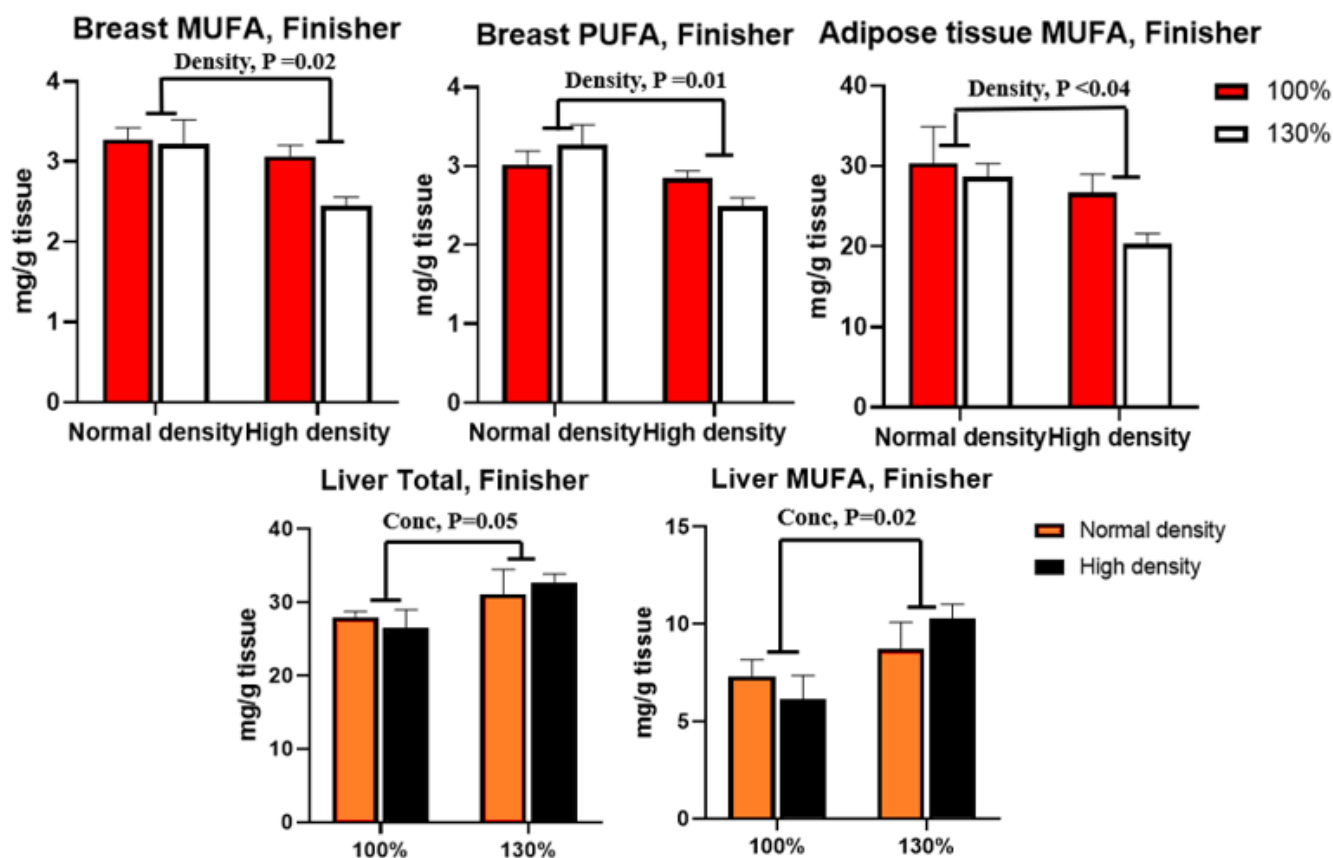 Breast MUFA, Finisher
Density, P =0.02
mg/g tissue
4
3
2
1
0
Normal density High density
Breast PUFA, Finisher
Density, P =0.01
mg/g tissue
4
3
2
1
0
Normal density High density
Adipose tissue MUFA, Finisher
Density, P <0.04
mg/g tissue
40
30
20
10
0
Normal density High density
100%
130%
Liver Total, Finisher
Conc, P=0.05
mg/g tissue
40
30
20
10
0
100% 130%
Liver MUFA, Finisher
Conc, P=0.02
mg/g tissue
15
10
5
0
100% 130%
Normal density
High density